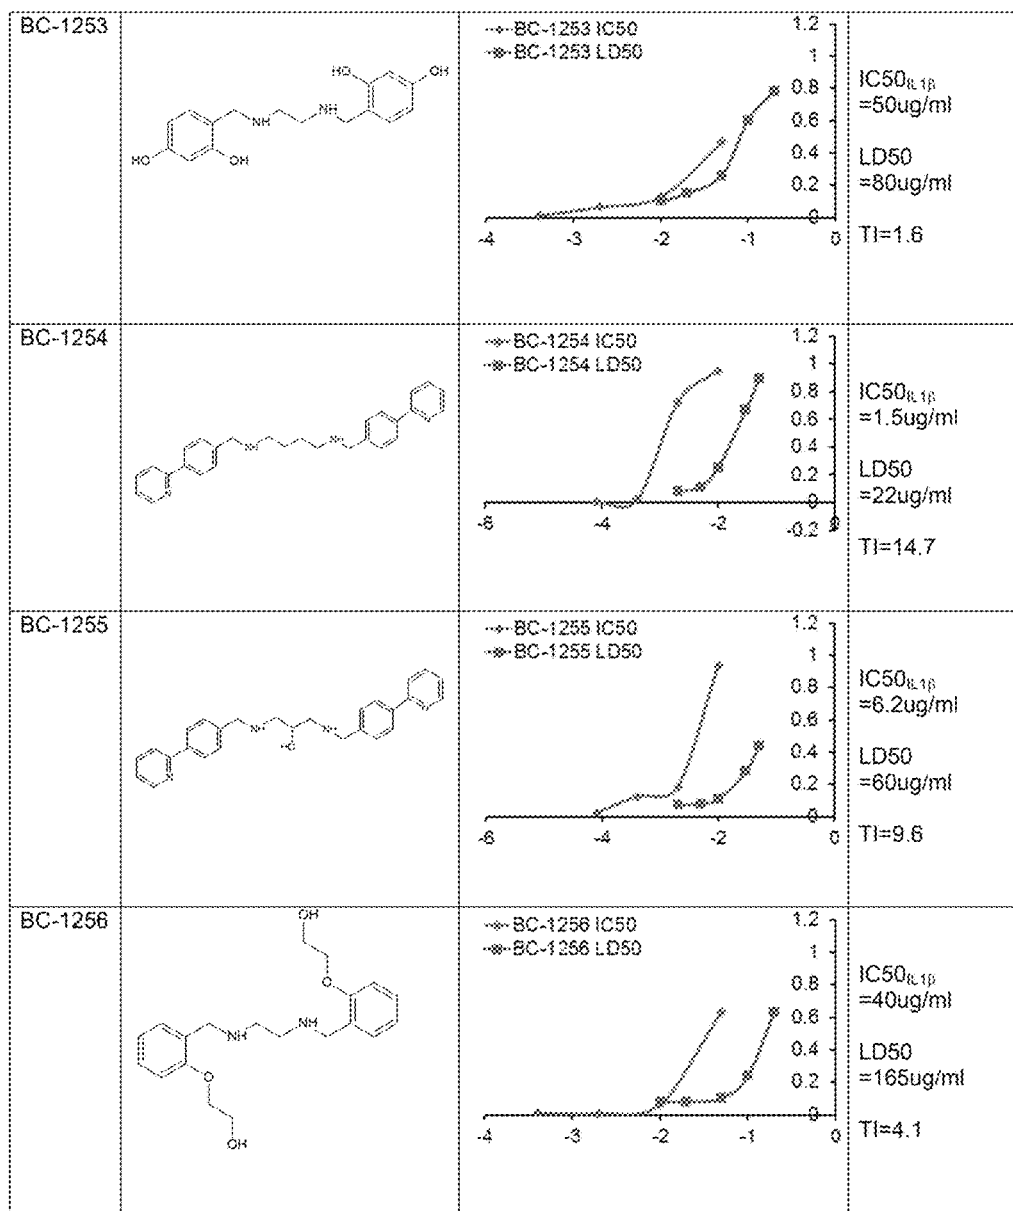 BC-1253
HO
OH
NH
NH
HO
OH
BC-1253 IC50
BC-1253 LD50
1.2
1
0.8
0.6
0.4
0.2
0
-4
-3
-2
-1
0
IC50IL1β
=50ug/ml
LD50
=80ug/ml
TI=1.6
BC-1254
NH
NH
N
N
BC-1254 IC50
BC-1254 LD50
1.2
1
0.8
0.6
0.4
0.2
0
-0.2
-6
-4
-2
0
IC50IL1β
=1.5ug/ml
LD50
=22ug/ml
TI=14.7
BC-1255
NH
NH
HO
N
N
BC-1255 IC50
BC-1255 LD50
1.2
1
0.8
0.6
0.4
0.2
0
-6
-4
-2
0
IC50IL1β
=6.2ug/ml
LD50
=60ug/ml
TI=9.6
BC-1256
OH
O
NH
NH
O
OH
BC-1256 IC50
BC-1256 LD50
1.2
1
0.8
0.6
0.4
0.2
0
-4
-3
-2
-1
0
IC50IL1β
=40ug/ml
LD50
=165ug/ml
TI=4.1